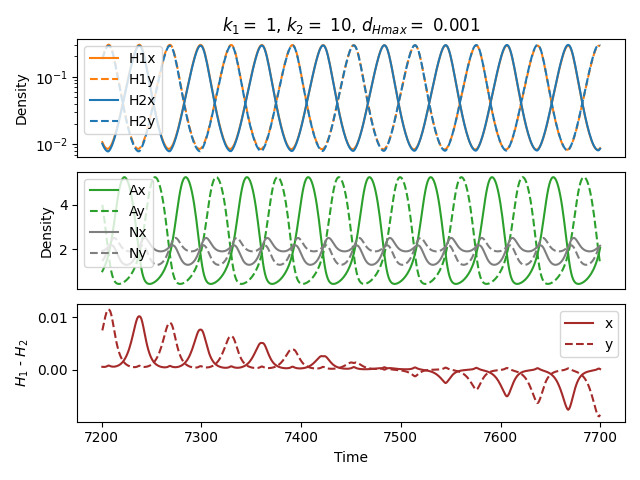 k₁ = 1, k₂ = 10, d_Hmax = 0.001
Density
10⁻¹
10⁻²
H1x
H1y
H2x
H2y
Density
4
2
Ax
Ay
Nx
Ny
H₁ - H₂
0.01
0.00
x
y
7200 7300 7400 7500 7600 7700
Time